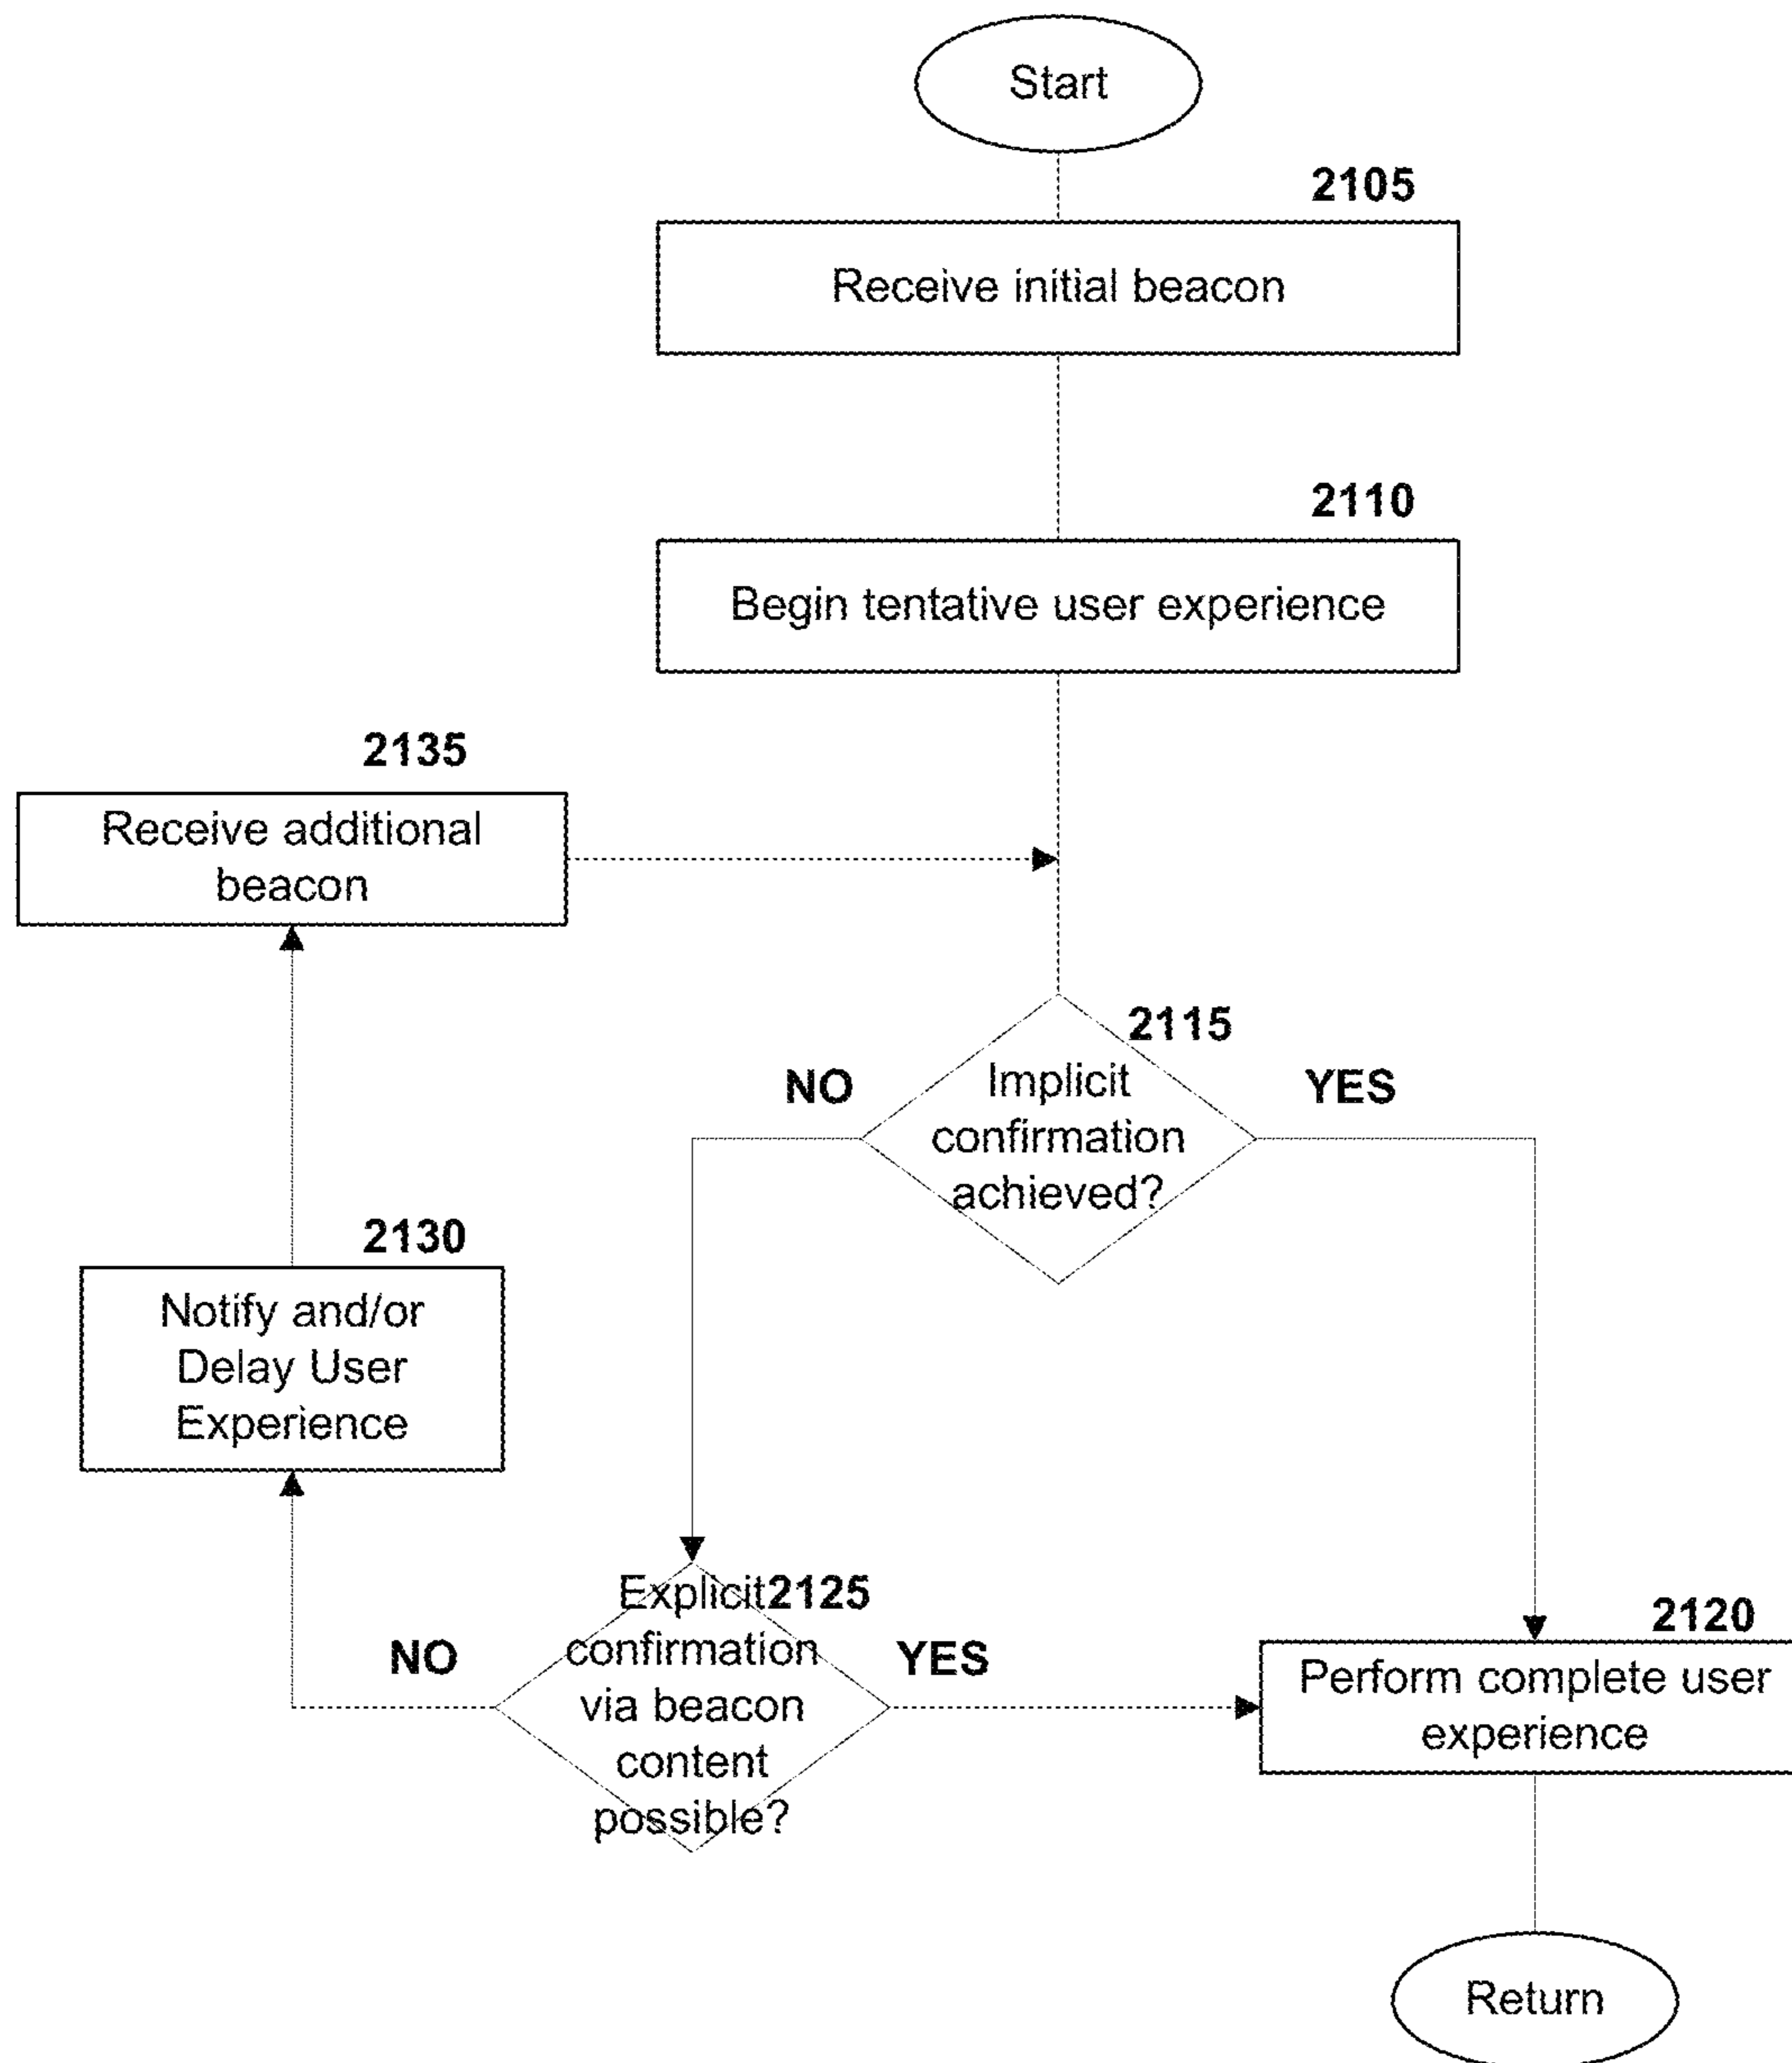 Start
2105
Receive initial beacon
2110
Begin tentative user experience
2135
Receive additional
beacon
2115
NO
Implicit
confirmation
achieved?
YES
2130
Notify and/or
Delay User
Experience
2125
NO
Explicit
confirmation
via beacon
content
possible?
YES
2120
Perform complete user
experience
Return